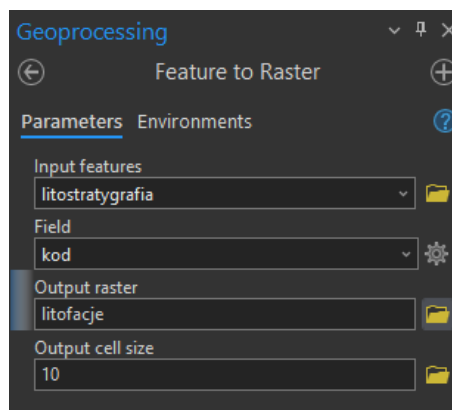 Geoprocessing
Feature to Raster
Parameters Environments
Input features
litostratygrafia
Field
kod
Output raster
litofacje
Output cell size
10